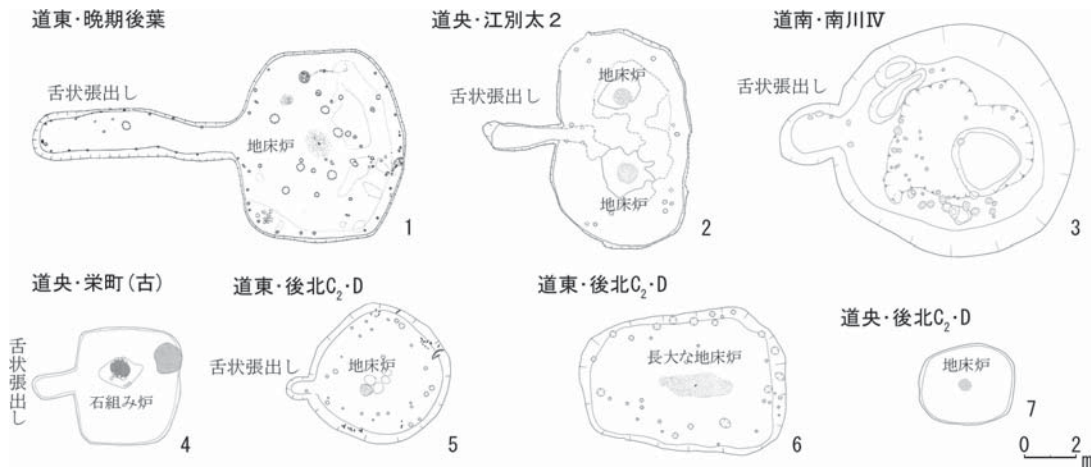 道東・晩期後葉
舌状張出し
地床炉
1
道央・江別太2
舌状張出し
地床炉
地床炉
2
道南・南川Ⅳ
舌状張出し
3
道央・栄町(古)
舌状張出し
石組み炉
4
道東・後北C₂・D
舌状張出し
地床炉
5
道東・後北C₂・D
長大な地床炉
6
道央・後北C₂・D
地床炉
7
0 2
m